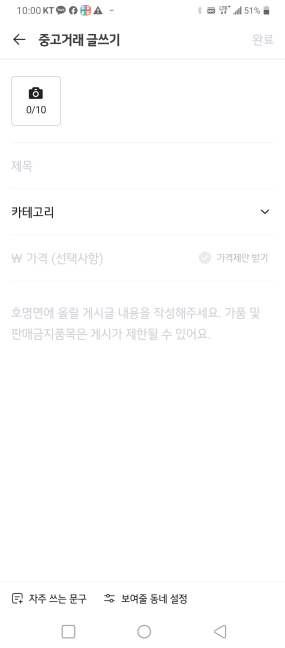 10:00 KT
51%
중고거래 글쓰기
완료
0/10
제목
카테고리
₩ 가격 (선택사항)
가격제안 받기
호명면에 올릴 게시글 내용을 작성해주세요. 가품 및
판매금지품목은 게시가 제한될 수 있어요.
자주 쓰는 문구
보여줄 동네 설정